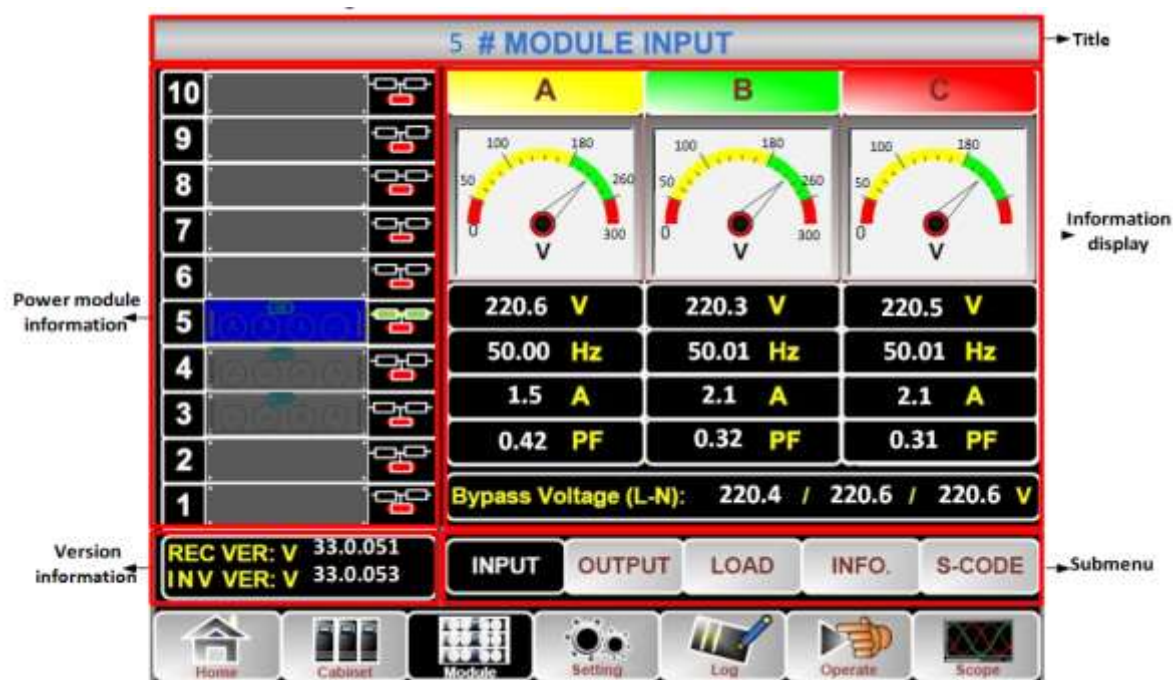 5 # MODULE INPUT
Title
10
9
8
7
6
5
4
3
2
1
Power module
information
A B C
0 50 100 180 260 300
V
0 50 100 180 260 300
V
0 50 100 180
V
Information
display
220.6 V 220.3 V 220.5 V
50.00 Hz 50.01 Hz 50.01 Hz
1.5 A 2.1 A 2.1 A
0.42 PF 0.32 PF 0.31 PF
Bypass Voltage (L-N): 220.4 / 220.6 / 220.6 V
Version
information
REC VER: V 33.0.051
INV VER: V 33.0.053
INPUT OUTPUT LOAD INFO. S-CODE
Submenu
Home Cabinet Module Setting Log Operate Scope